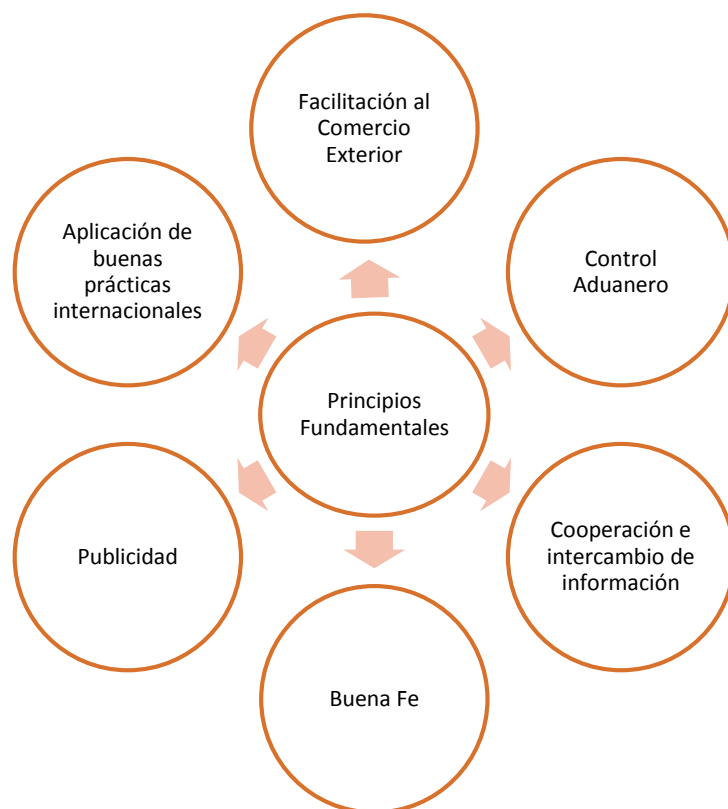 Facilitación al
Comercio
Exterior
Aplicación de
buenas
prácticas
internacionales
Control
Aduanero
Principios
Fundamentales
Publicidad
Cooperación e
intercambio de
información
Buena Fe